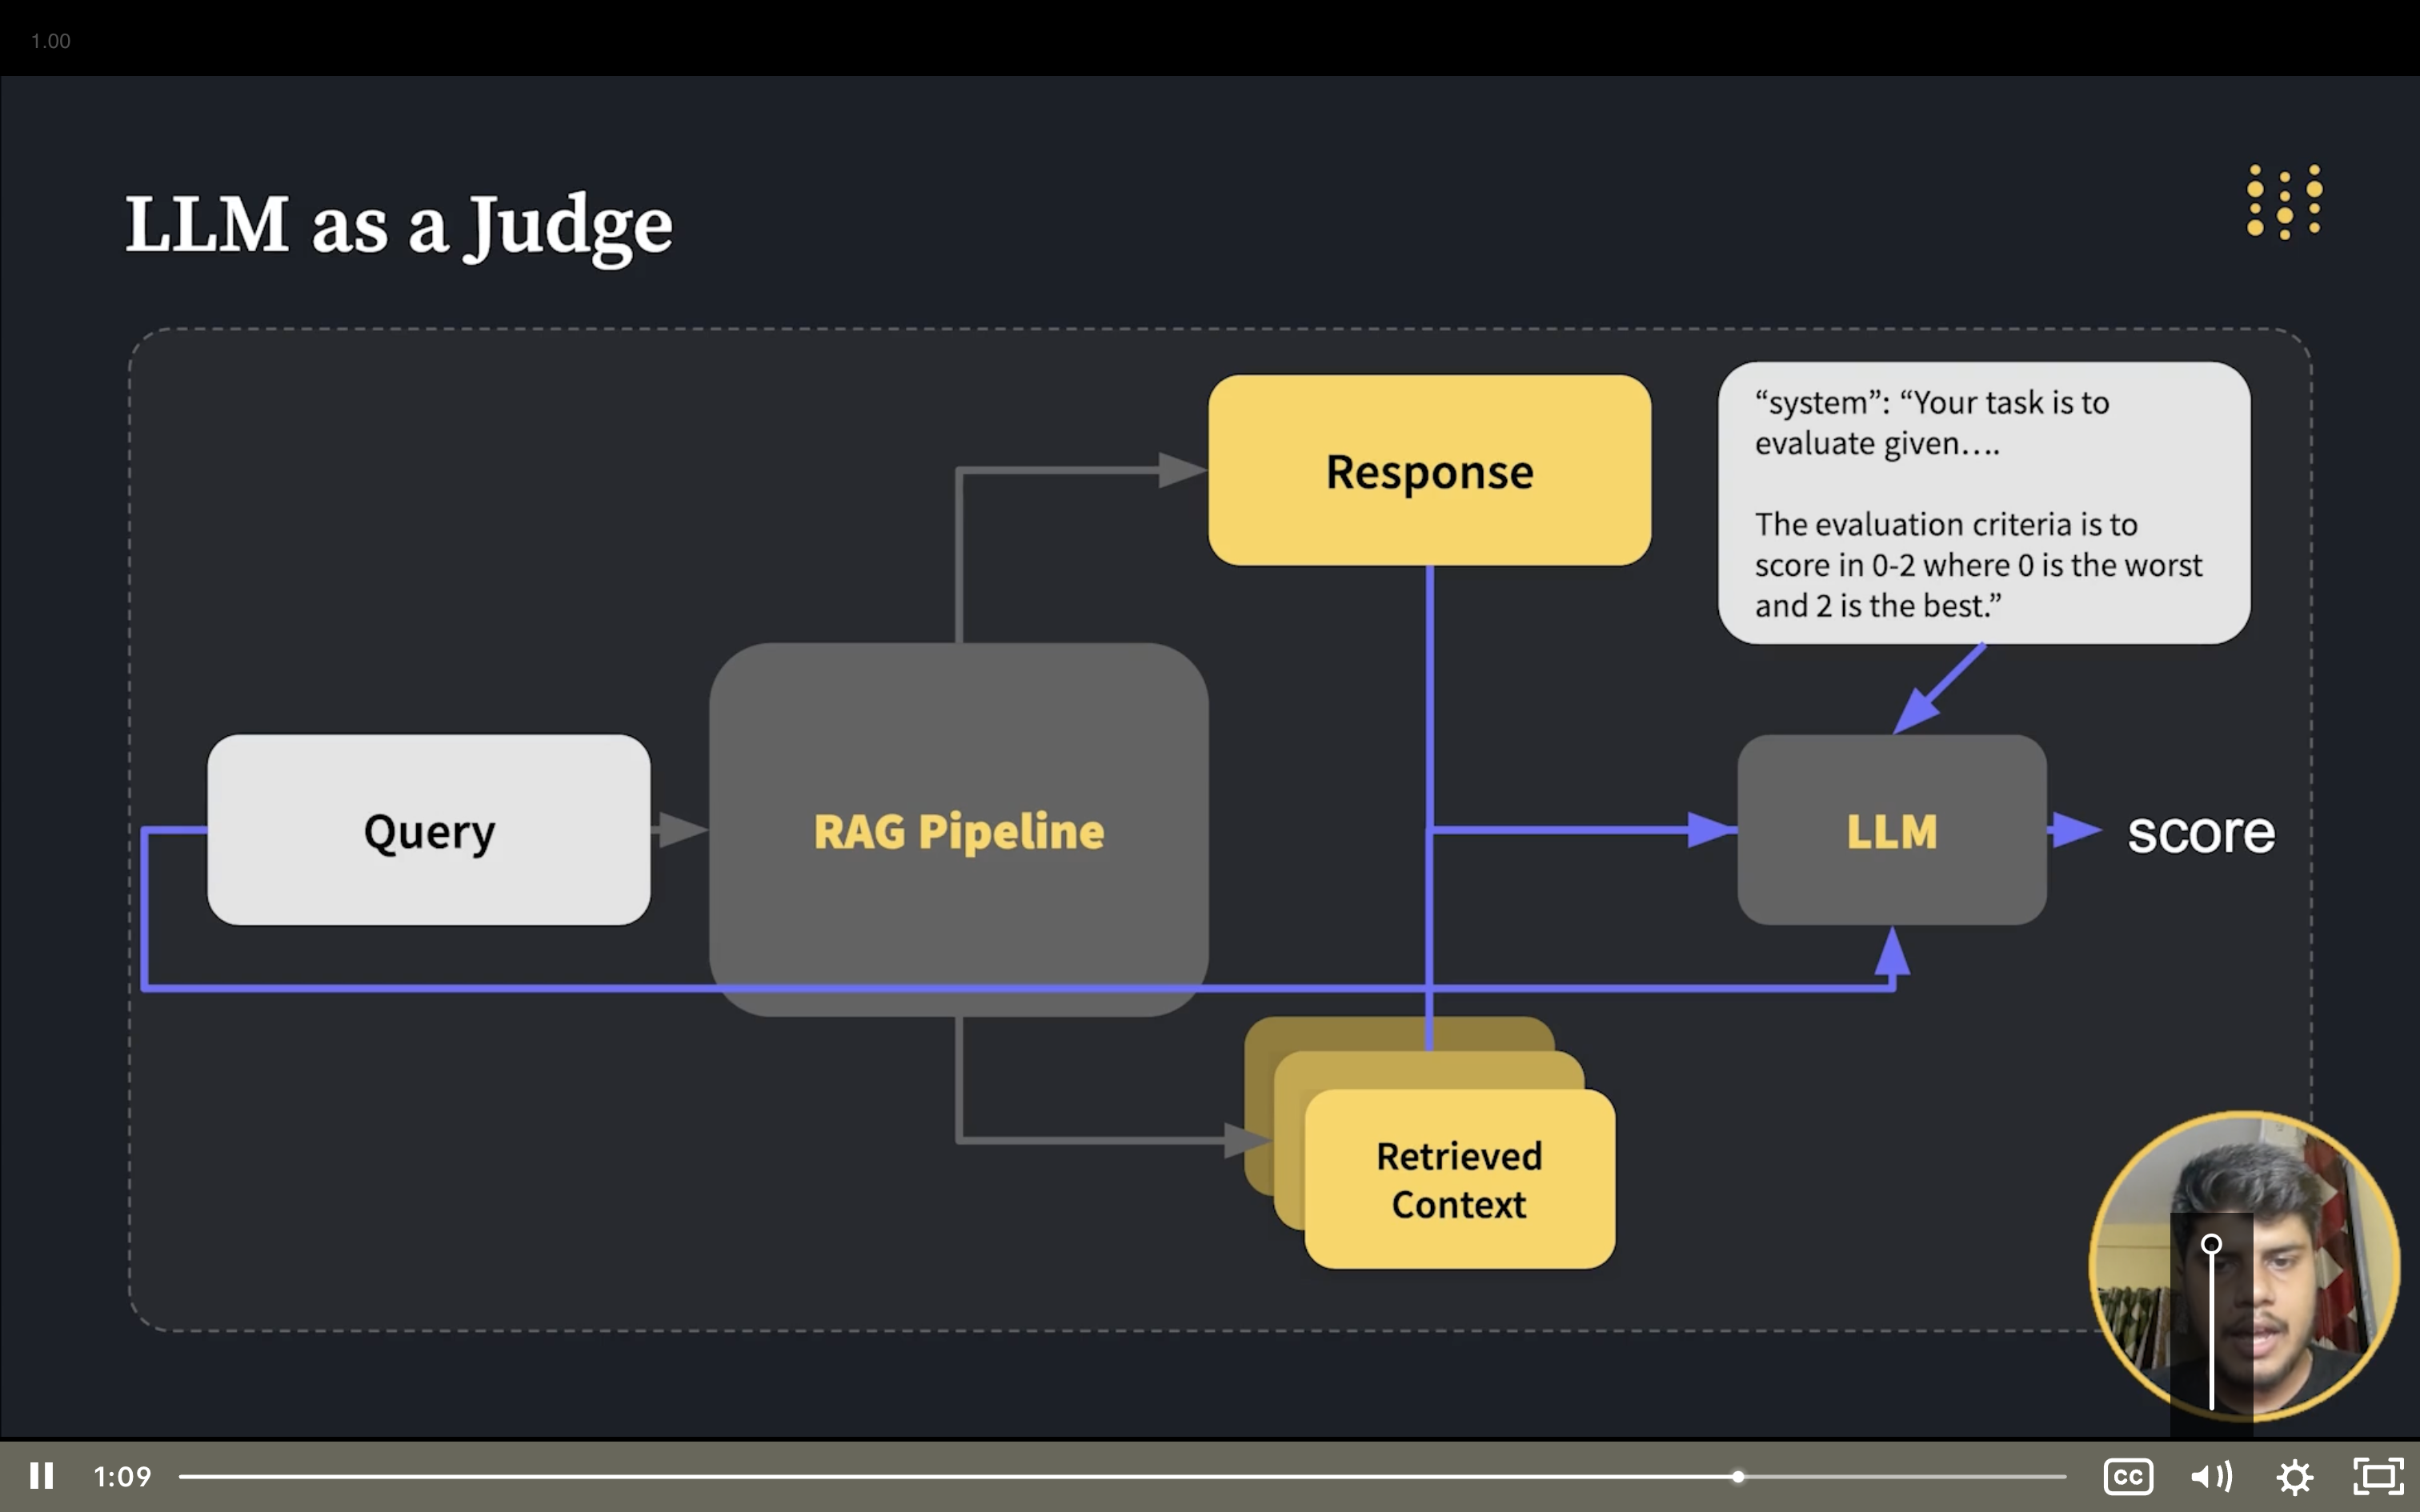 1.00
LLM as a Judge
Response
“system”: “Your task is to
evaluate given....
The evaluation criteria is to
score in 0-2 where 0 is the worst
and 2 is the best.”
Query
RAG Pipeline
LLM
score
Retrieved
Context
1:09
CC